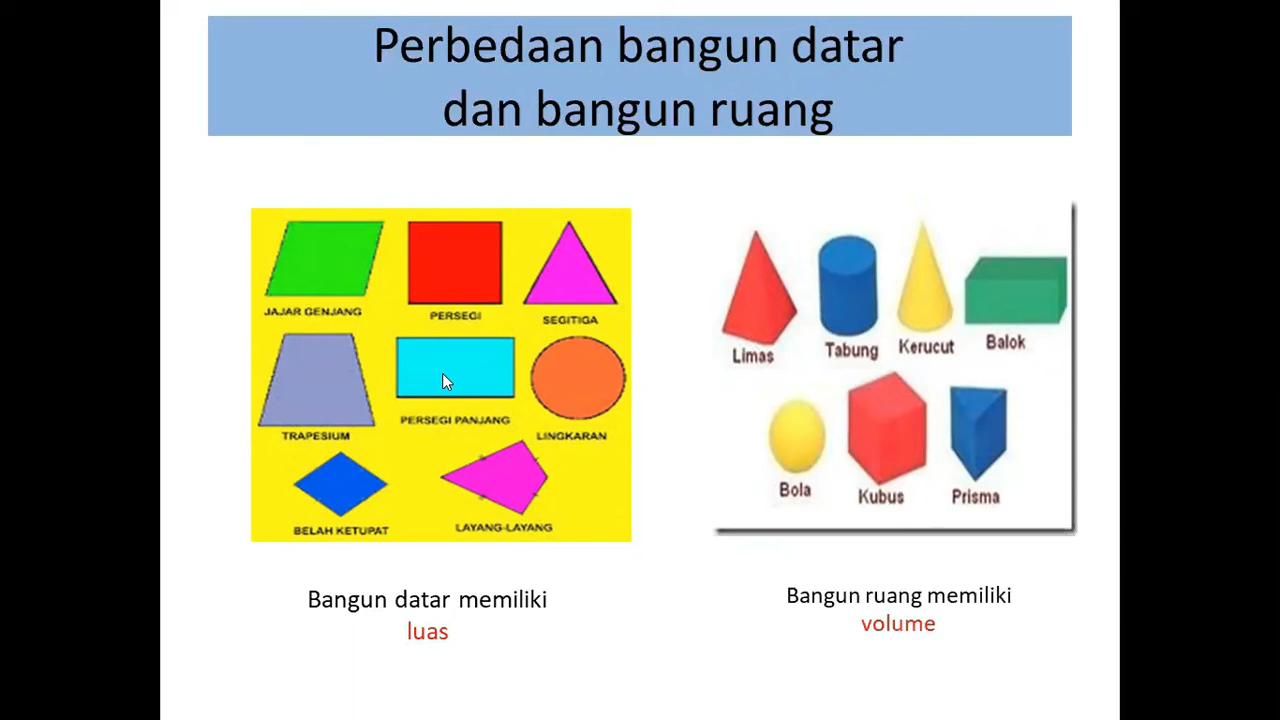 Perbedaan bangun datar
dan bangun ruang
JAJAR GENJANG
PERSEGI
SEGITIGA
TRAPESIUM
PERSEGI PANJANG
LINGKARAN
BELAH KETUPAT
LAYANG-LAYANG
Limas
Tabung
Kerucut
Balok
Bola
Kubus
Prisma
Bangun datar memiliki
luas
Bangun ruang memiliki
volume